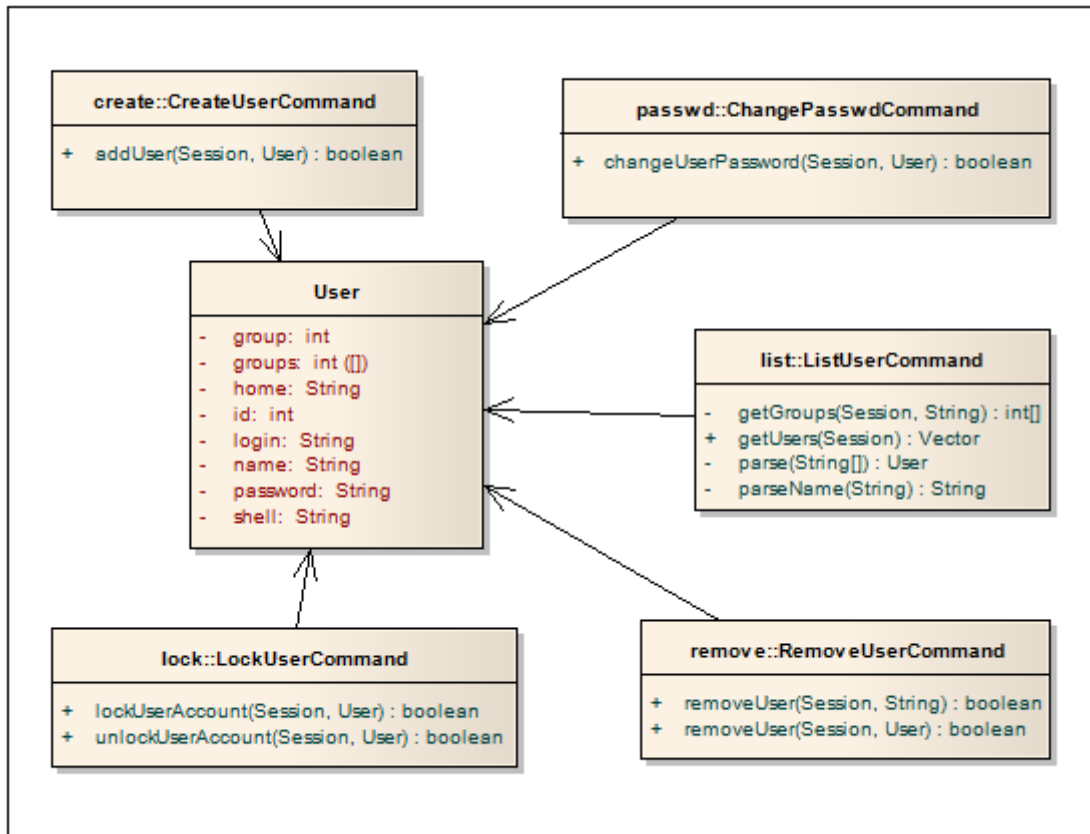 create::CreateUserCommand
+ addUser(Session, User) : boolean
passwd::ChangePasswdCommand
+ changeUserPassword(Session, User) : boolean
User
- group: int
- groups: int ([])
- home: String
- id: int
- login: String
- name: String
- password: String
- shell: String
list::ListUserCommand
- getGroups(Session, String) : int[]
+ getUsers(Session) : Vector
- parse(String[]) : User
- parseName(String) : String
lock::LockUserCommand
+ lockUserAccount(Session, User) : boolean
+ unlockUserAccount(Session, User) : boolean
remove::RemoveUserCommand
+ removeUser(Session, String) : boolean
+ removeUser(Session, User) : boolean